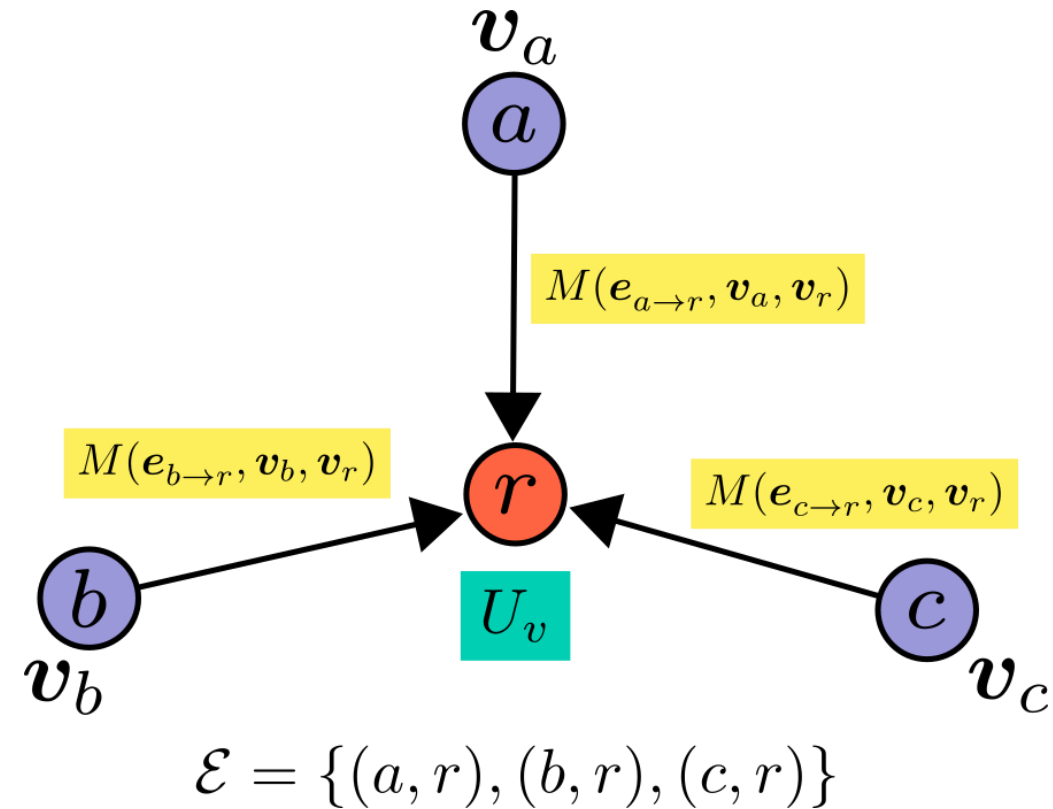 𝒗_a
a
M(𝒆_{a→r}, 𝒗_a, 𝒗_r)
M(𝒆_{b→r}, 𝒗_b, 𝒗_r)
r
M(𝒆_{c→r}, 𝒗_c, 𝒗_r)
b
U_v
c
𝒗_b
𝒗_c
ℰ = {(a, r), (b, r), (c, r)}